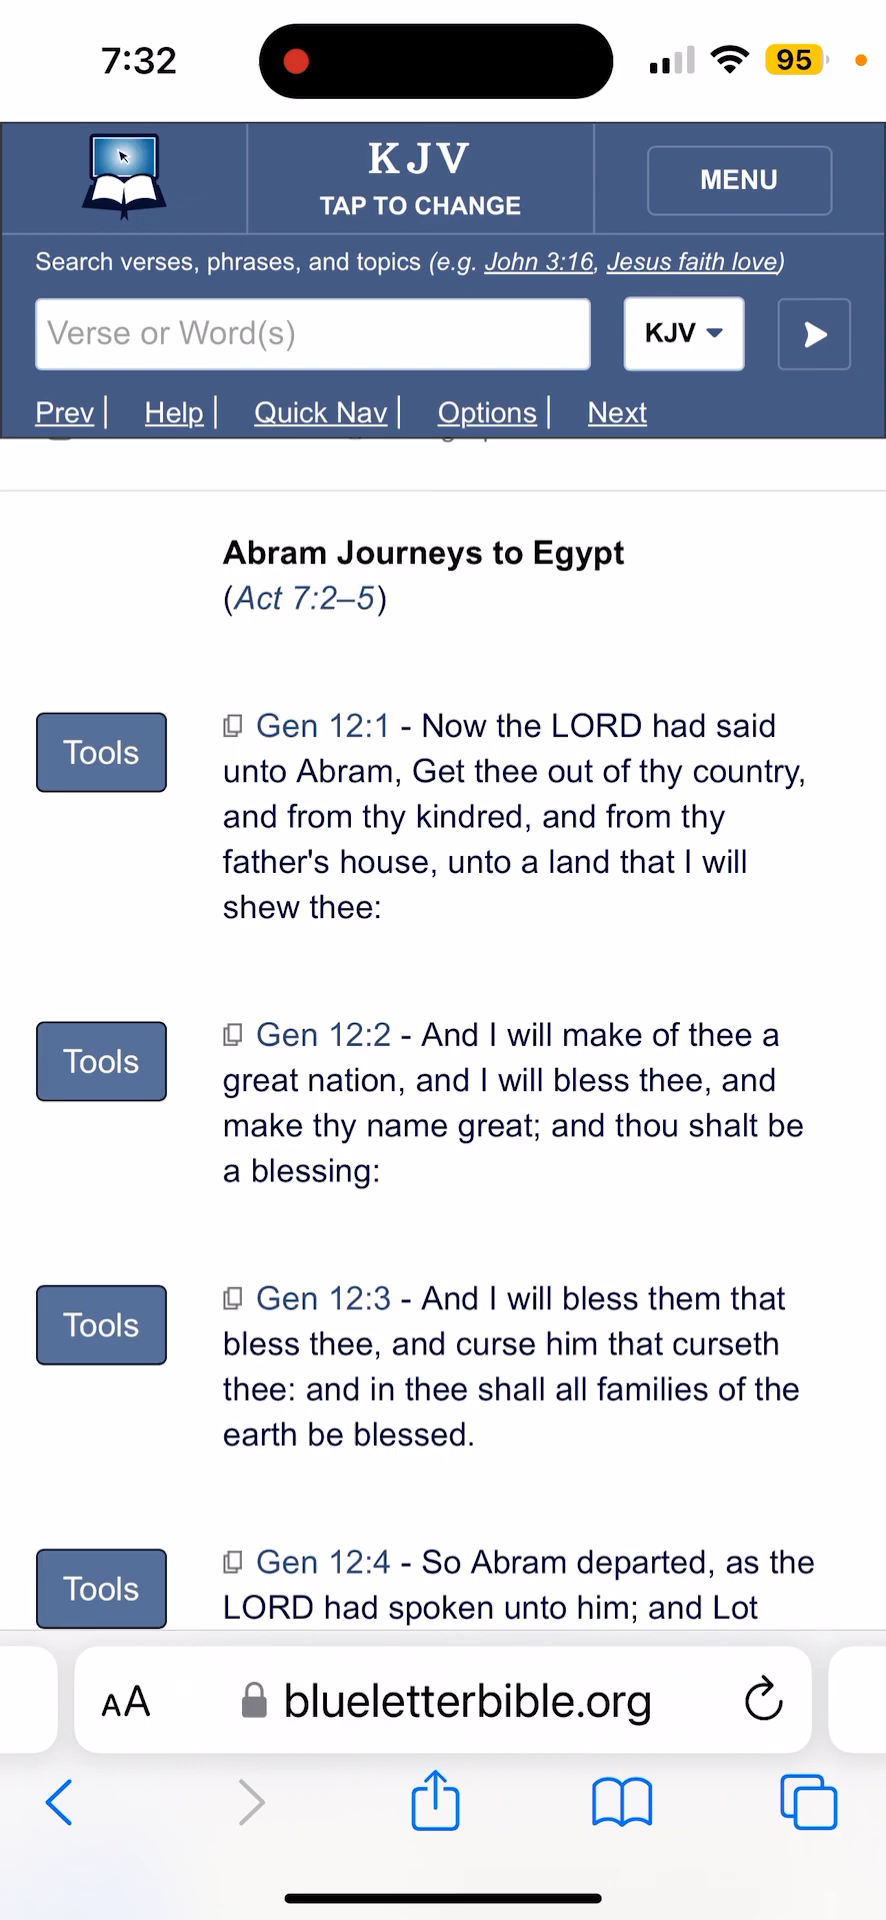 7:32
95
KJV
TAP TO CHANGE
MENU
Search verses, phrases, and topics (e.g. John 3:16, Jesus faith love)
Verse or Word(s)
KJV
Prev | Help | Quick Nav | Options | Next
Abram Journeys to Egypt
(Act 7:2–5)
Tools
Gen 12:1 - Now the LORD had said
unto Abram, Get thee out of thy country,
and from thy kindred, and from thy
father's house, unto a land that I will
shew thee:
Tools
Gen 12:2 - And I will make of thee a
great nation, and I will bless thee, and
make thy name great; and thou shalt be
a blessing:
Tools
Gen 12:3 - And I will bless them that
bless thee, and curse him that curseth
thee: and in thee shall all families of the
earth be blessed.
Tools
Gen 12:4 - So Abram departed, as the
LORD had spoken unto him; and Lot
AA
blueletterbible.org